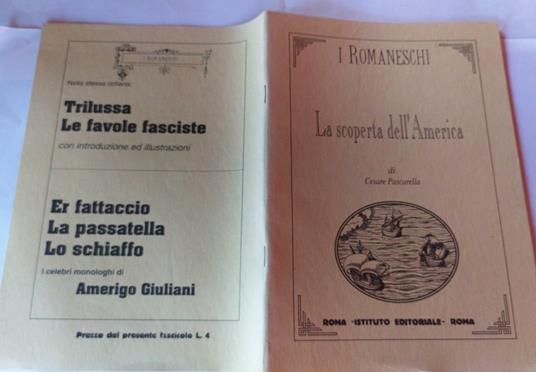 I ROMANESCHI
Nella stessa collana:
Trilussa
Le favole fasciste
con introduzione ed illustrazioni
Er fattaccio
La passatella
Lo schiaffo
I celebri monologhi di
Amerigo Giuliani
Prezzo del presente fascicolo L. 4
I ROMANESCHI
La scoperta dell'America
di
Cesare Pascarella
ROMA -ISTITUTO EDITORIALE- ROMA